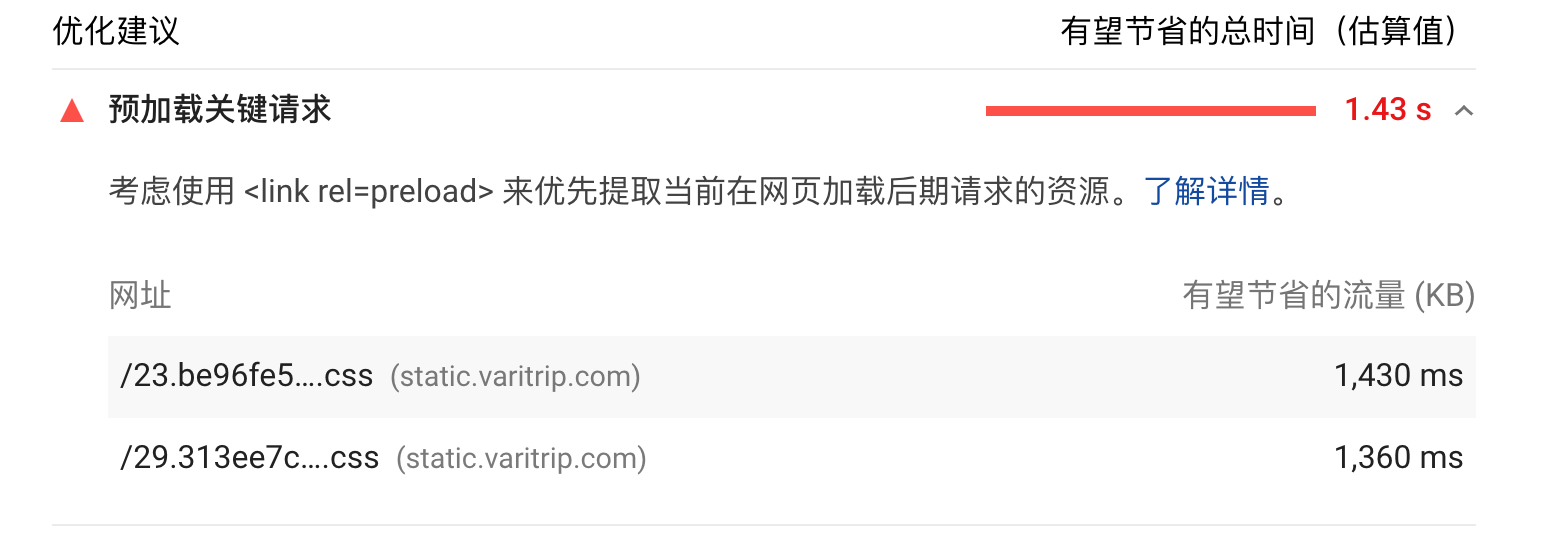 优化建议 有望节省的总时间（估算值）
预加载关键请求 1.43 s
考虑使用 <link rel=preload> 来优先提取当前在网页加载后期请求的资源。了解详情。
网址 有望节省的流量 (KB)
/23.be96fe5….css (static.varitrip.com) 1,430 ms
/29.313ee7c….css (static.varitrip.com) 1,360 ms